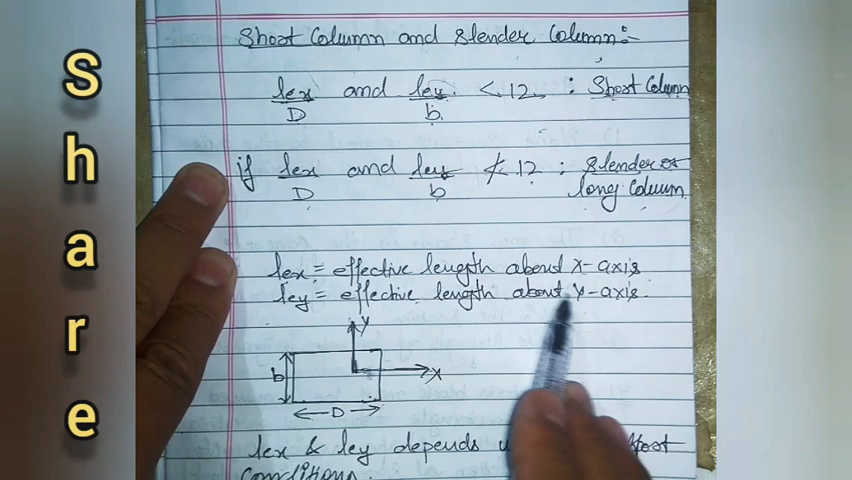 Share
Short Column and Slender Column:-
lex/D and ley/b < 12 : Short Column
if lex/D and ley/b ≮ 12 : Slender or
long Column.
lex = effective length about x-axis
ley = effective length about y-axis.
y
b
x
D
lex & ley depends
Conditions.